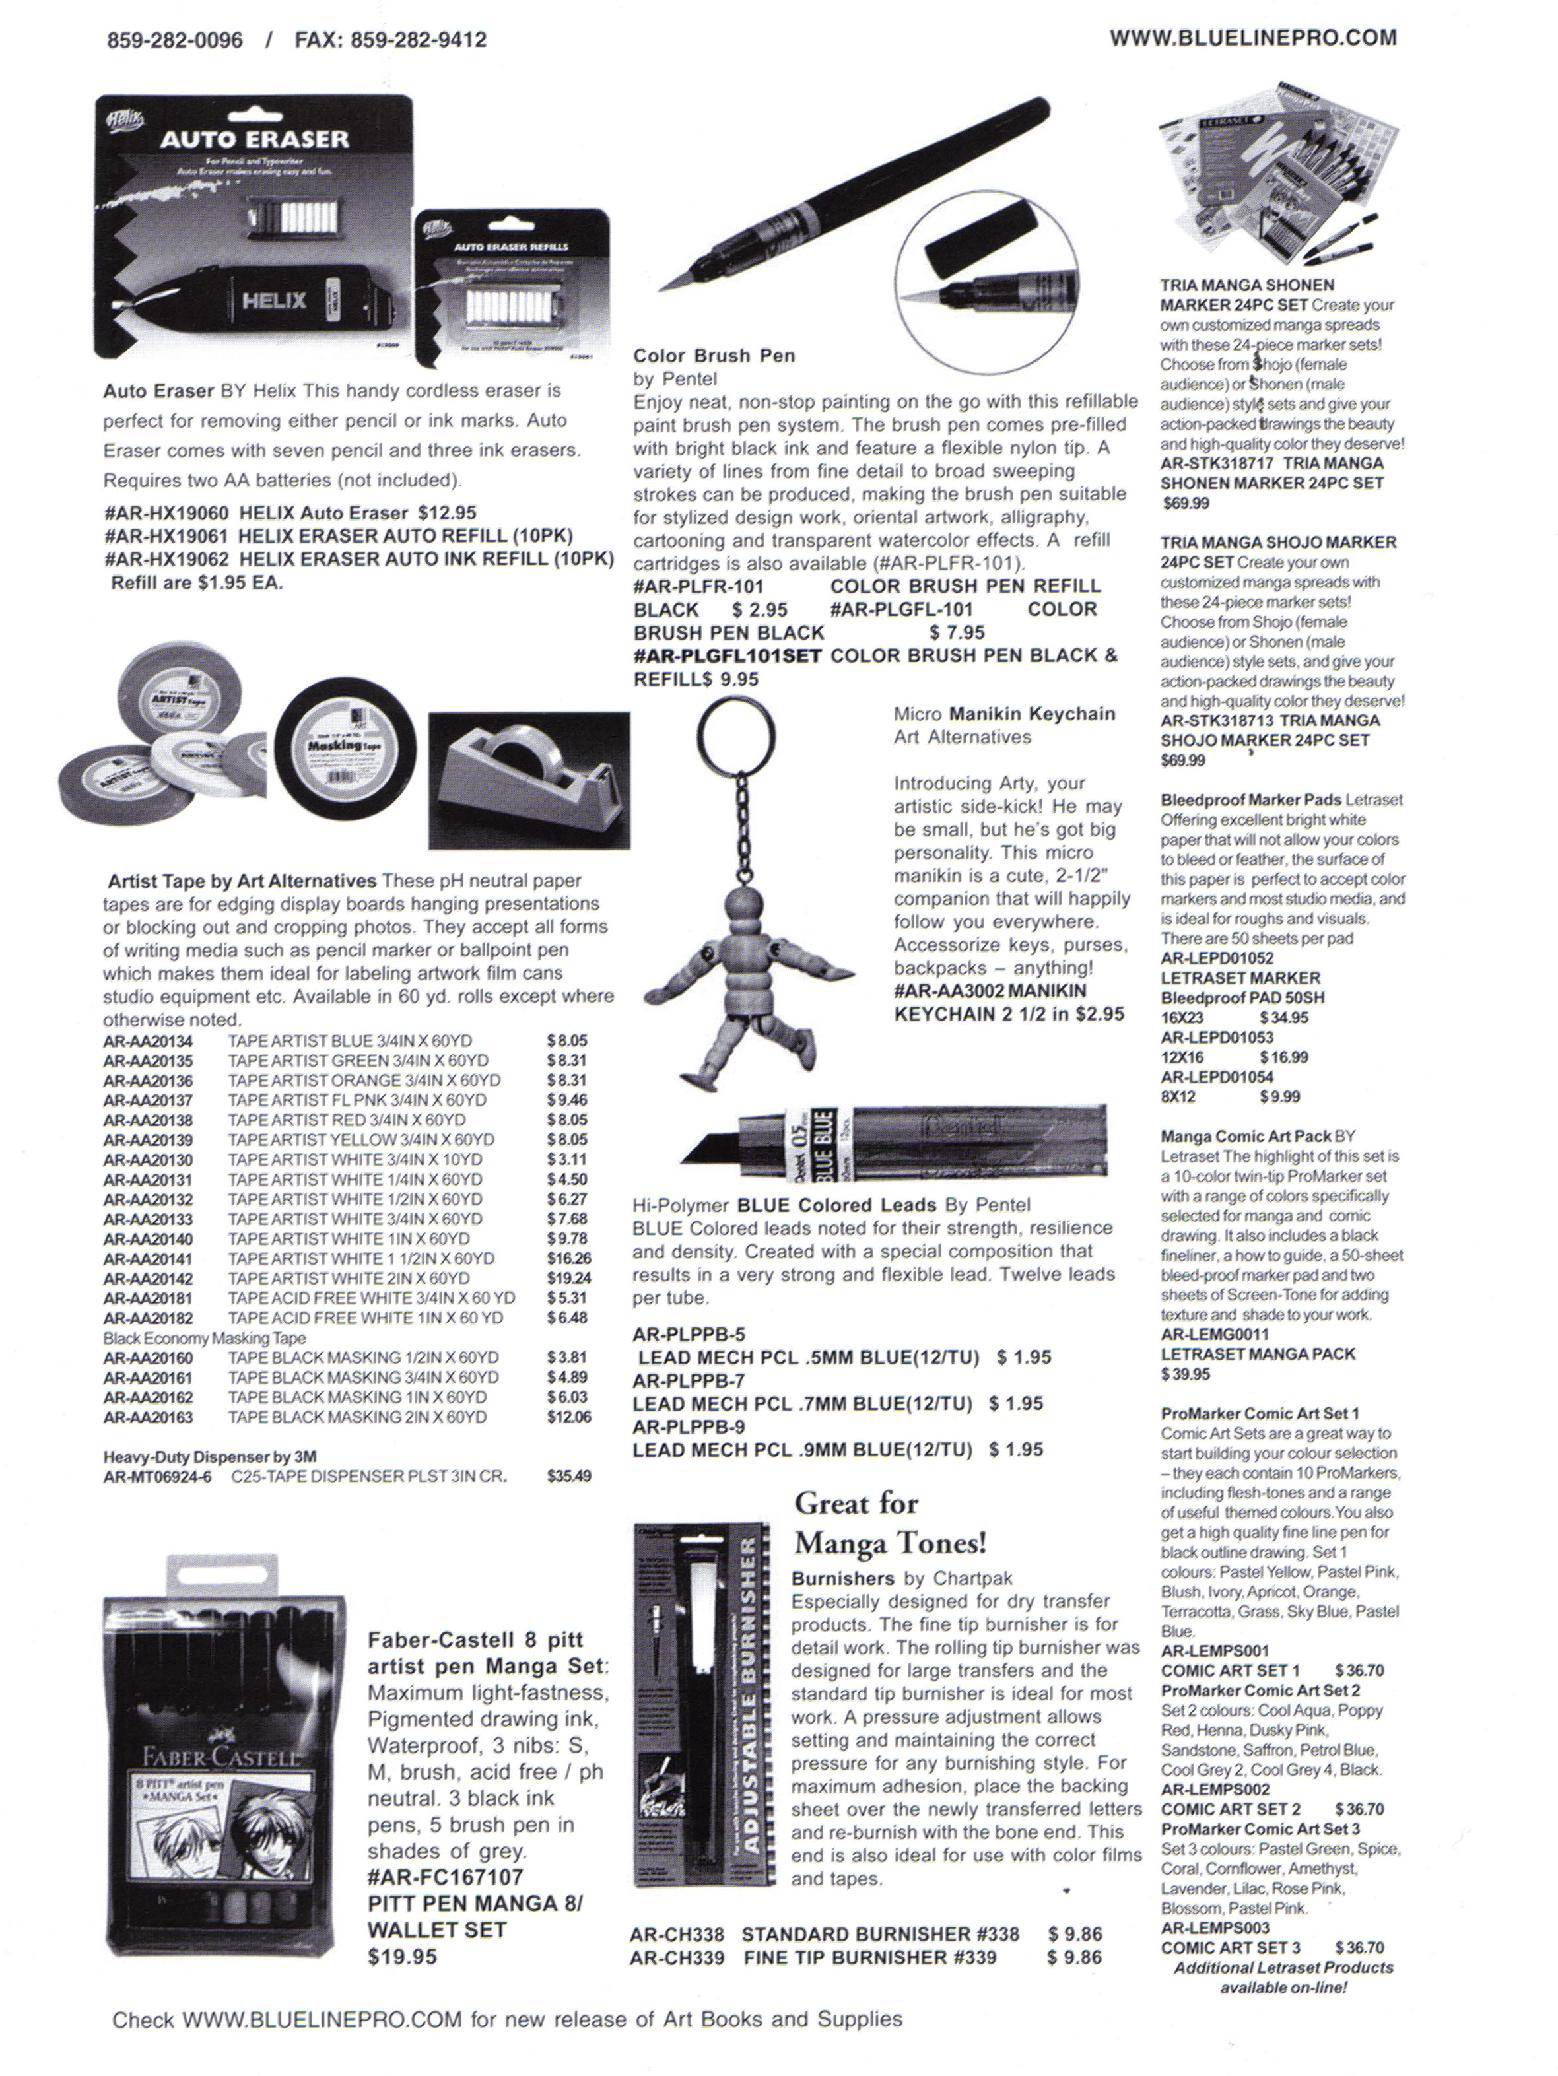 859-282-0096 / FAX: 859-282-9412
WWW.BLUELINEPRO.COM
Helix
AUTO ERASER
For Pencil and Typewriter
Auto Eraser makes erasing easy and fun.
HELIX
Helix
AUTO ERASER REFILLS
Auto Eraser BY Helix This handy cordless eraser is
perfect for removing either pencil or ink marks. Auto
Eraser comes with seven pencil and three ink erasers.
Requires two AA batteries (not included).
#AR-HX19060 HELIX Auto Eraser $12.95
#AR-HX19061 HELIX ERASER AUTO REFILL (10PK)
#AR-HX19062 HELIX ERASER AUTO INK REFILL (10PK)
Refill are $1.95 EA.
ARTIST Tape
Masking Tape
Artist Tape by Art Alternatives These pH neutral paper
tapes are for edging display boards hanging presentations
or blocking out and cropping photos. They accept all forms
of writing media such as pencil marker or ballpoint pen
which makes them ideal for labeling artwork film cans
studio equipment etc. Available in 60 yd. rolls except where
otherwise noted.
AR-AA20134 TAPE ARTIST BLUE 3/4IN X 60YD $8.05
AR-AA20135 TAPE ARTIST GREEN 3/4IN X 60YD $8.31
AR-AA20136 TAPE ARTIST ORANGE 3/4IN X 60YD $8.31
AR-AA20137 TAPE ARTIST FL PNK 3/4IN X 60YD $9.46
AR-AA20138 TAPE ARTIST RED 3/4IN X 60YD $8.05
AR-AA20139 TAPE ARTIST YELLOW 3/4IN X 60YD $8.05
AR-AA20130 TAPE ARTIST WHITE 3/4IN X 10YD $3.11
AR-AA20131 TAPE ARTIST WHITE 1/4IN X 60YD $4.50
AR-AA20132 TAPE ARTIST WHITE 1/2IN X 60YD $6.27
AR-AA20133 TAPE ARTIST WHITE 3/4IN X 60YD $7.68
AR-AA20140 TAPE ARTIST WHITE 1IN X 60YD $9.78
AR-AA20141 TAPE ARTIST WHITE 1 1/2IN X 60YD $16.26
AR-AA20142 TAPE ARTIST WHITE 2IN X 60YD $19.24
AR-AA20181 TAPE ACID FREE WHITE 3/4IN X 60 YD $5.31
AR-AA20182 TAPE ACID FREE WHITE 1IN X 60 YD $6.48
Black Economy Masking Tape
AR-AA20160 TAPE BLACK MASKING 1/2IN X 60YD $3.81
AR-AA20161 TAPE BLACK MASKING 3/4IN X 60YD $4.89
AR-AA20162 TAPE BLACK MASKING 1IN X 60YD $6.03
AR-AA20163 TAPE BLACK MASKING 2IN X 60YD $12.06
Heavy-Duty Dispenser by 3M
AR-MT06924-6 C25-TAPE DISPENSER PLST 3IN CR. $35.49
FABER-CASTELL
8 PITT artist pen
*MANGA Set*
Faber-Castell 8 pitt
artist pen Manga Set:
Maximum light-fastness,
Pigmented drawing ink,
Waterproof, 3 nibs: S,
M, brush, acid free / ph
neutral. 3 black ink
pens, 5 brush pen in
shades of grey.
#AR-FC167107
PITT PEN MANGA 8/
WALLET SET
$19.95
Color Brush Pen
by Pentel
Enjoy neat, non-stop painting on the go with this refillable
paint brush pen system. The brush pen comes pre-filled
with bright black ink and feature a flexible nylon tip. A
variety of lines from fine detail to broad sweeping
strokes can be produced, making the brush pen suitable
for stylized design work, oriental artwork, alligraphy,
cartooning and transparent watercolor effects. A refill
cartridges is also available (#AR-PLFR-101).
#AR-PLFR-101 COLOR BRUSH PEN REFILL
BLACK $ 2.95 #AR-PLGFL-101 COLOR
BRUSH PEN BLACK $ 7.95
#AR-PLGFL101SET COLOR BRUSH PEN BLACK &
REFILL$ 9.95
Micro Manikin Keychain
Art Alternatives
Introducing Arty, your
artistic side-kick! He may
be small, but he's got big
personality. This micro
manikin is a cute, 2-1/2"
companion that will happily
follow you everywhere.
Accessorize keys, purses,
backpacks – anything!
#AR-AA3002 MANIKIN
KEYCHAIN 2 1/2 in $2.95
Pentel 0.5
BLUE BLUE
Pentel
Hi-Polymer BLUE Colored Leads By Pentel
BLUE Colored leads noted for their strength, resilience
and density. Created with a special composition that
results in a very strong and flexible lead. Twelve leads
per tube.
AR-PLPPB-5
LEAD MECH PCL .5MM BLUE(12/TU) $ 1.95
AR-PLPPB-7
LEAD MECH PCL .7MM BLUE(12/TU) $ 1.95
AR-PLPPB-9
LEAD MECH PCL .9MM BLUE(12/TU) $ 1.95
ADJUSTABLE BURNISHER
Great for
Manga Tones!
Burnishers by Chartpak
Especially designed for dry transfer
products. The fine tip burnisher is for
detail work. The rolling tip burnisher was
designed for large transfers and the
standard tip burnisher is ideal for most
work. A pressure adjustment allows
setting and maintaining the correct
pressure for any burnishing style. For
maximum adhesion, place the backing
sheet over the newly transferred letters
and re-burnish with the bone end. This
end is also ideal for use with color films
and tapes.
AR-CH338 STANDARD BURNISHER #338 $ 9.86
AR-CH339 FINE TIP BURNISHER #339 $ 9.86
LETRASET
TRIA MANGA SHONEN
MARKER 24PC SET Create your
own customized manga spreads
with these 24-piece marker sets!
Choose from Shojo (female
audience) or Shonen (male
audience) style sets and give your
action-packed drawings the beauty
and high-quality color they deserve!
AR-STK318717 TRIA MANGA
SHONEN MARKER 24PC SET
$69.99
TRIA MANGA SHOJO MARKER
24PC SET Create your own
customized manga spreads with
these 24-piece marker sets!
Choose from Shojo (female
audience) or Shonen (male
audience) style sets, and give your
action-packed drawings the beauty
and high-quality color they deserve!
AR-STK318713 TRIA MANGA
SHOJO MARKER 24PC SET
$69.99
Bleedproof Marker Pads Letraset
Offering excellent bright white
paper that will not allow your colors
to bleed or feather, the surface of
this paper is perfect to accept color
markers and most studio media, and
is ideal for roughs and visuals.
There are 50 sheets per pad
AR-LEPD01052
LETRASET MARKER
Bleedproof PAD 50SH
16X23 $34.95
AR-LEPD01053
12X16 $16.99
AR-LEPD01054
8X12 $9.99
Manga Comic Art Pack BY
Letraset The highlight of this set is
a 10-color twin-tip ProMarker set
with a range of colors specifically
selected for manga and comic
drawing. It also includes a black
fineliner, a how to guide, a 50-sheet
bleed-proof marker pad and two
sheets of Screen-Tone for adding
texture and shade to your work.
AR-LEMG0011
LETRASET MANGA PACK
$39.95
ProMarker Comic Art Set 1
Comic Art Sets are a great way to
start building your colour selection
– they each contain 10 ProMarkers,
including flesh-tones and a range
of useful themed colours.You also
get a high quality fine line pen for
black outline drawing. Set 1
colours: Pastel Yellow, Pastel Pink,
Blush, Ivory, Apricot, Orange,
Terracotta, Grass, Sky Blue, Pastel
Blue.
AR-LEMPS001
COMIC ART SET 1 $36.70
ProMarker Comic Art Set 2
Set 2 colours: Cool Aqua, Poppy
Red, Henna, Dusky Pink,
Sandstone, Saffron, Petrol Blue,
Cool Grey 2, Cool Grey 4, Black.
AR-LEMPS002
COMIC ART SET 2 $36.70
ProMarker Comic Art Set 3
Set 3 colours: Pastel Green, Spice,
Coral, Cornflower, Amethyst,
Lavender, Lilac, Rose Pink,
Blossom, Pastel Pink.
AR-LEMPS003
COMIC ART SET 3 $36.70
Additional Letraset Products
available on-line!
Check WWW.BLUELINEPRO.COM for new release of Art Books and Supplies